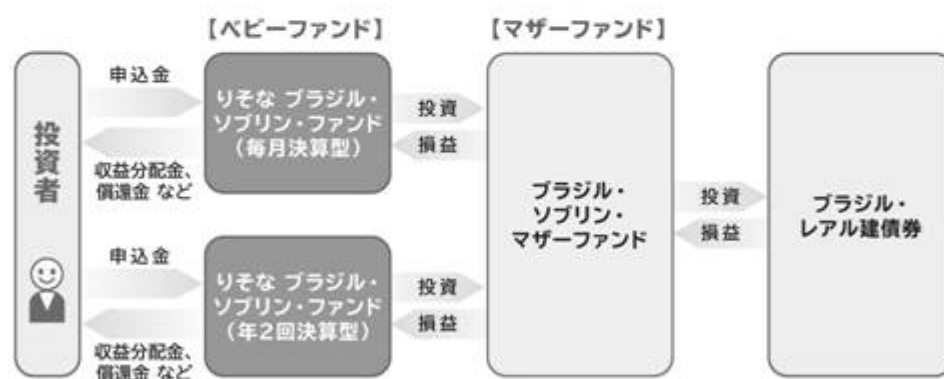 【ベビーファンド】
【マザーファンド】
投資者
申込金
収益分配金、
償還金 など
りそな ブラジル・
ソブリン・ファンド
（毎月決算型）
投資
損益
申込金
収益分配金、
償還金 など
りそな ブラジル・
ソブリン・ファンド
（年2回決算型）
投資
損益
ブラジル・
ソブリン・
マザーファンド
投資
損益
ブラジル・
レアル建債券